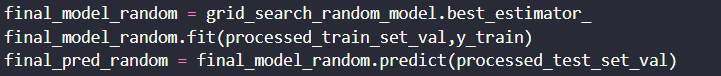 final_model_random = grid_search_random_model.best_estimator_
final_model_random.fit(processed_train_set_val,y_train)
final_pred_random = final_model_random.predict(processed_test_set_val)